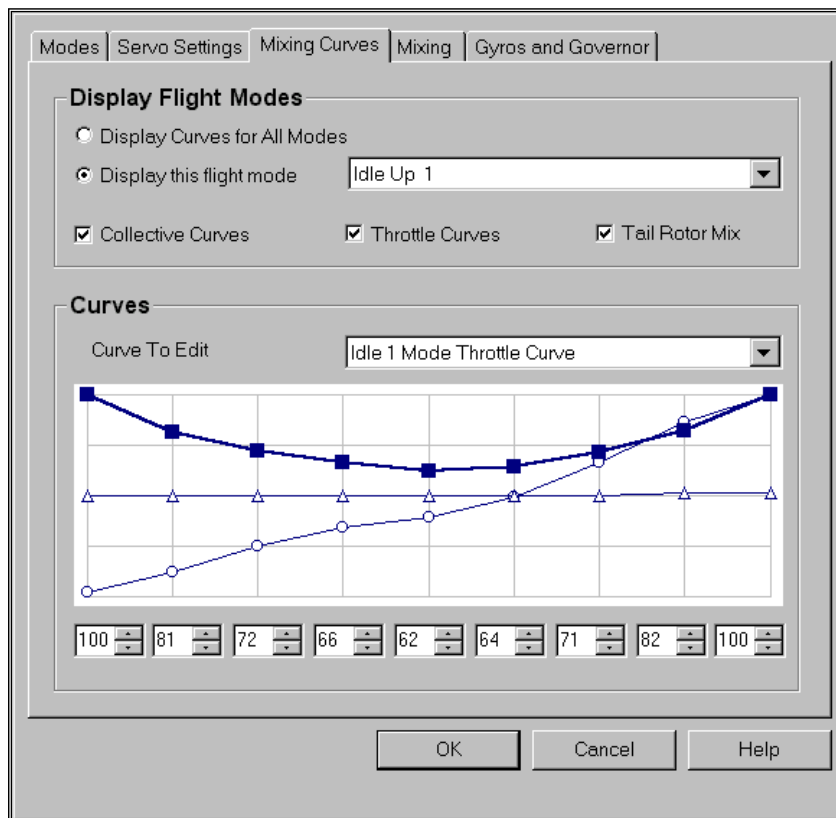 Modes Servo Settings Mixing Curves Mixing Gyros and Governor
Display Flight Modes
Display Curves for All Modes
Display this flight mode Idle Up 1
Collective Curves Throttle Curves Tail Rotor Mix
Curves
Curve To Edit Idle 1 Mode Throttle Curve
100 81 72 66 62 64 71 82 100
OK Cancel Help